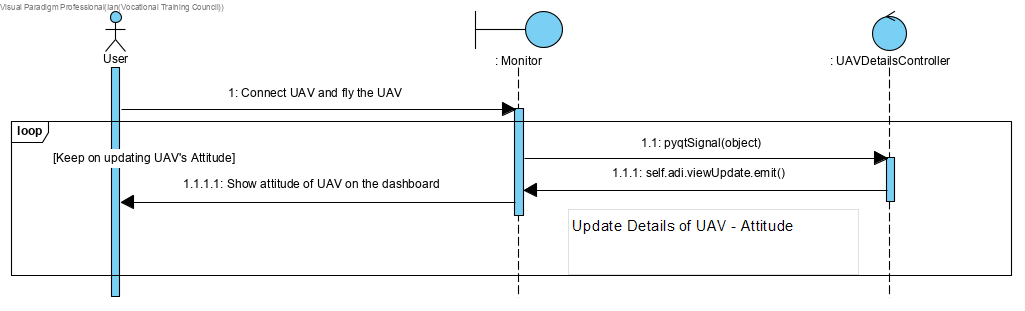 Visual Paradigm Professional(Ian(Vocational Training Council))
User
: Monitor
: UAVDetailsController
1: Connect UAV and fly the UAV
loop
1.1: pyqtSignal(object)
[Keep on updating UAV's Attitude]
1.1.1: self.adi.viewUpdate.emit()
1.1.1.1: Show attitude of UAV on the dashboard
Update Details of UAV - Attitude